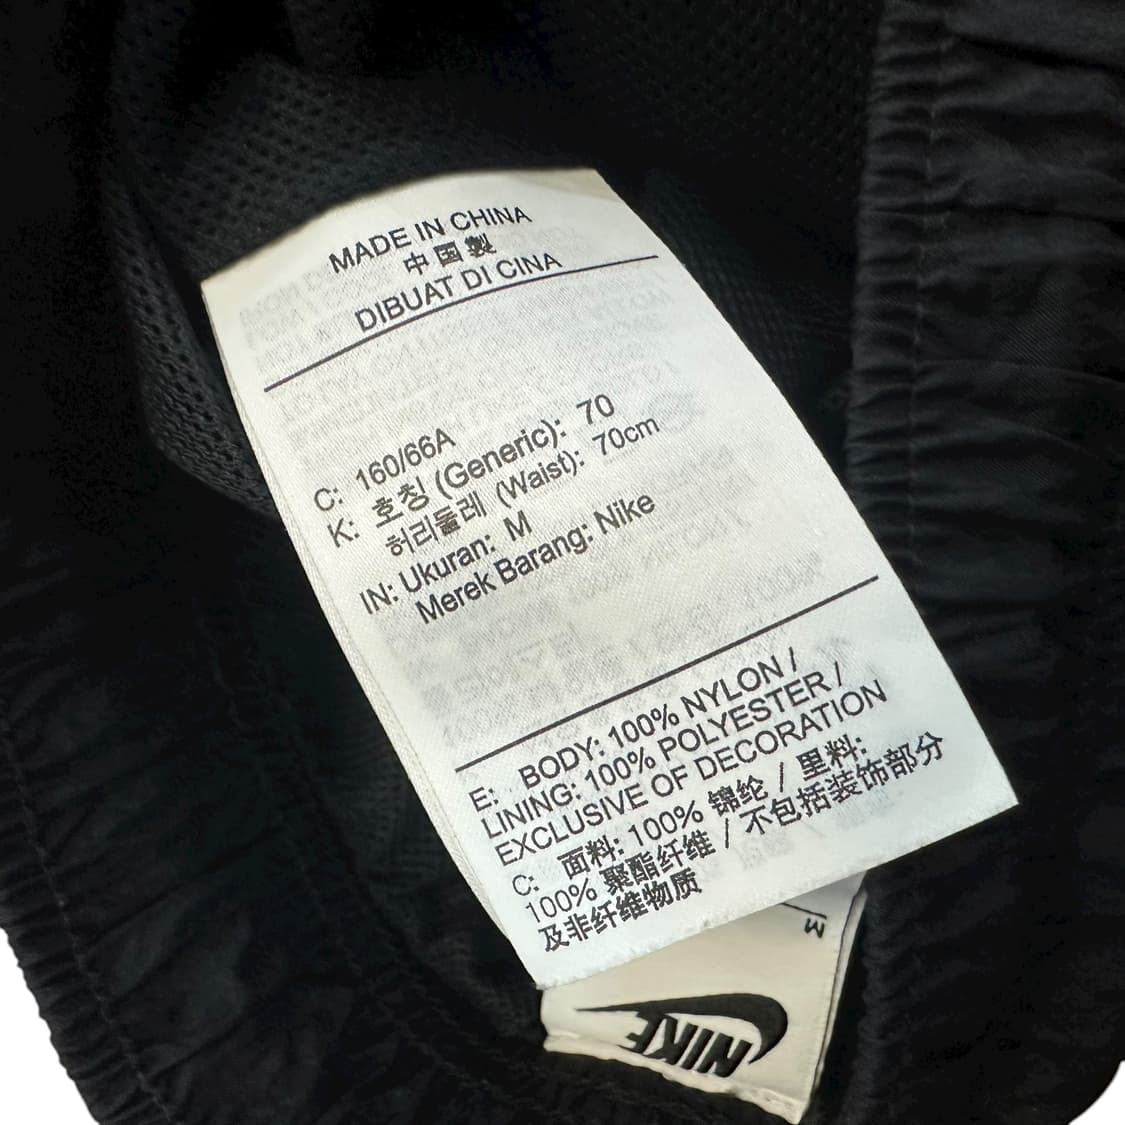 MADE IN CHINA
中国製
DIBUAT DI CINA
C: 160/66A
K: 호칭 (Generic): 70
허리둘레 (Waist): 70cm
IN: Ukuran: M
Merek Barang: Nike
E: BODY: 100% NYLON /
LINING: 100% POLYESTER /
EXCLUSIVE OF DECORATION
C: 面料: 100% 锦纶 / 里料:
100% 聚酯纤维 / 不包括装饰部分
及非纤维物质
M
NIKE